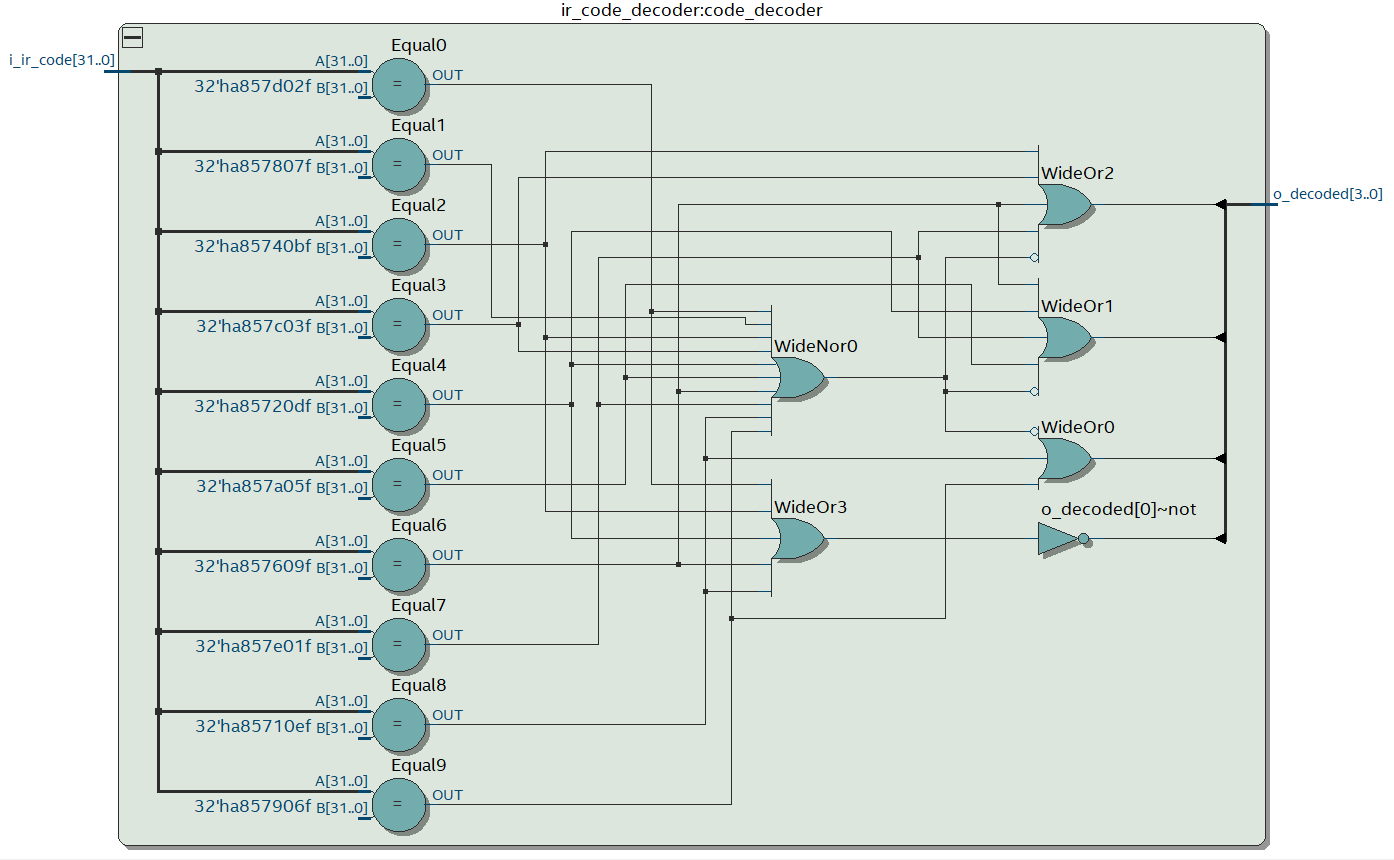 ir_code_decoder:code_decoder
i_ir_code[31..0]
Equal0
A[31..0]
32'ha857d02f B[31..0]
=
OUT
Equal1
A[31..0]
32'ha857807f B[31..0]
=
OUT
Equal2
A[31..0]
32'ha85740bf B[31..0]
=
OUT
Equal3
A[31..0]
32'ha857c03f B[31..0]
=
OUT
Equal4
A[31..0]
32'ha85720df B[31..0]
=
OUT
Equal5
A[31..0]
32'ha857a05f B[31..0]
=
OUT
Equal6
A[31..0]
32'ha857609f B[31..0]
=
OUT
Equal7
A[31..0]
32'ha857e01f B[31..0]
=
OUT
Equal8
A[31..0]
32'ha85710ef B[31..0]
=
OUT
Equal9
A[31..0]
32'ha857906f B[31..0]
=
OUT
WideNor0
WideOr3
WideOr2
WideOr1
WideOr0
o_decoded[0]~not
o_decoded[3..0]